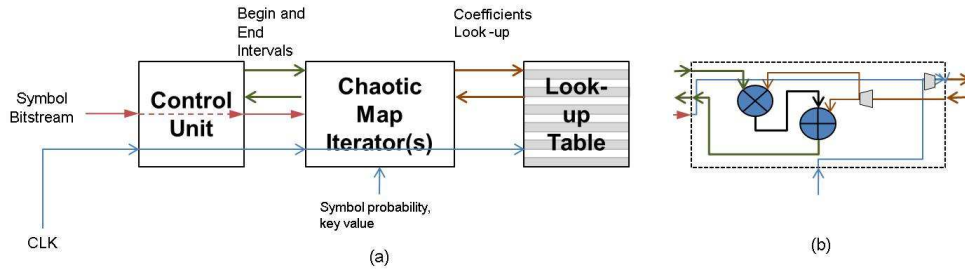 Begin and
End
Intervals
Coefficients
Look-up
Symbol
Bitstream
Control
Unit
Chaotic
Map
Iterator(s)
Look-
up
Table
Symbol probability,
key value
CLK
(a)
(b)